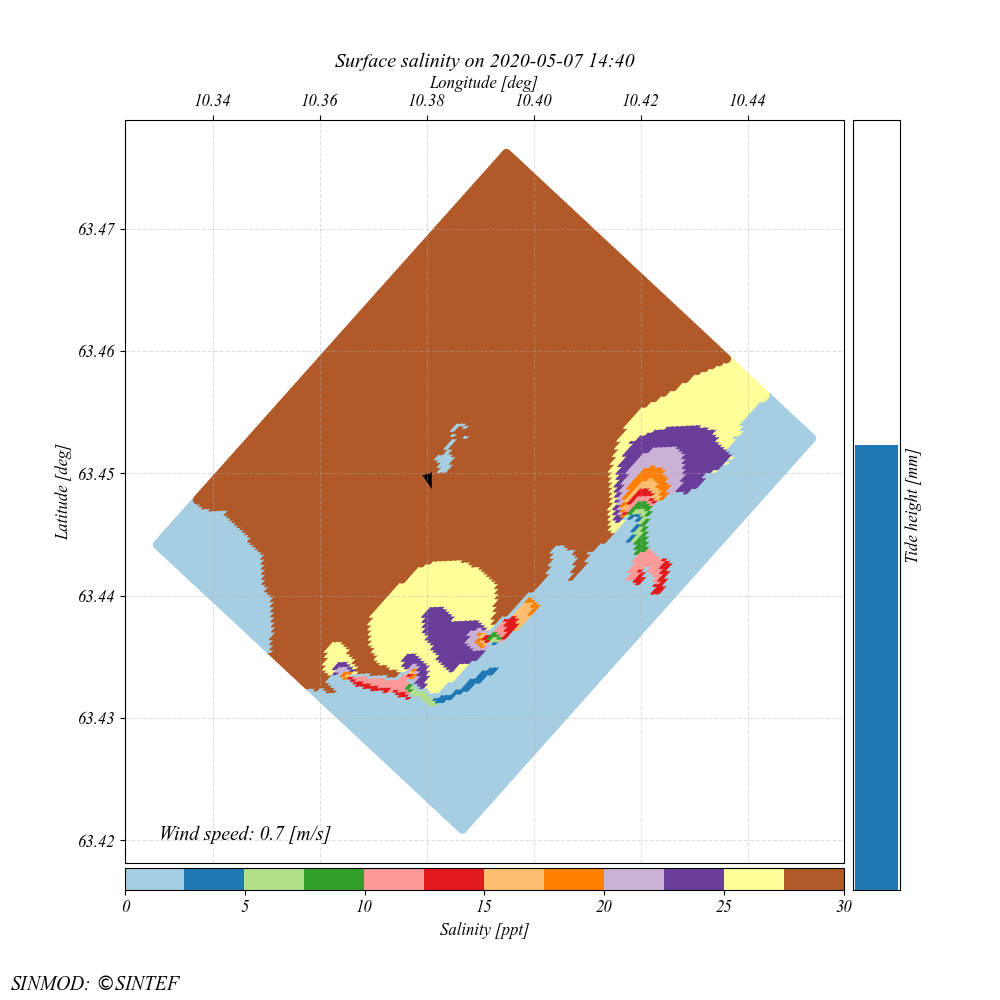 Surface salinity on 2020-05-07 14:40
Longitude [deg]
10.34 10.36 10.38 10.40 10.42 10.44
63.47
63.46
63.45
63.44
63.43
63.42
Latitude [deg]
Tide height [mm]
Wind speed: 0.7 [m/s]
0 5 10 15 20 25 30
Salinity [ppt]
SINMOD: ©SINTEF